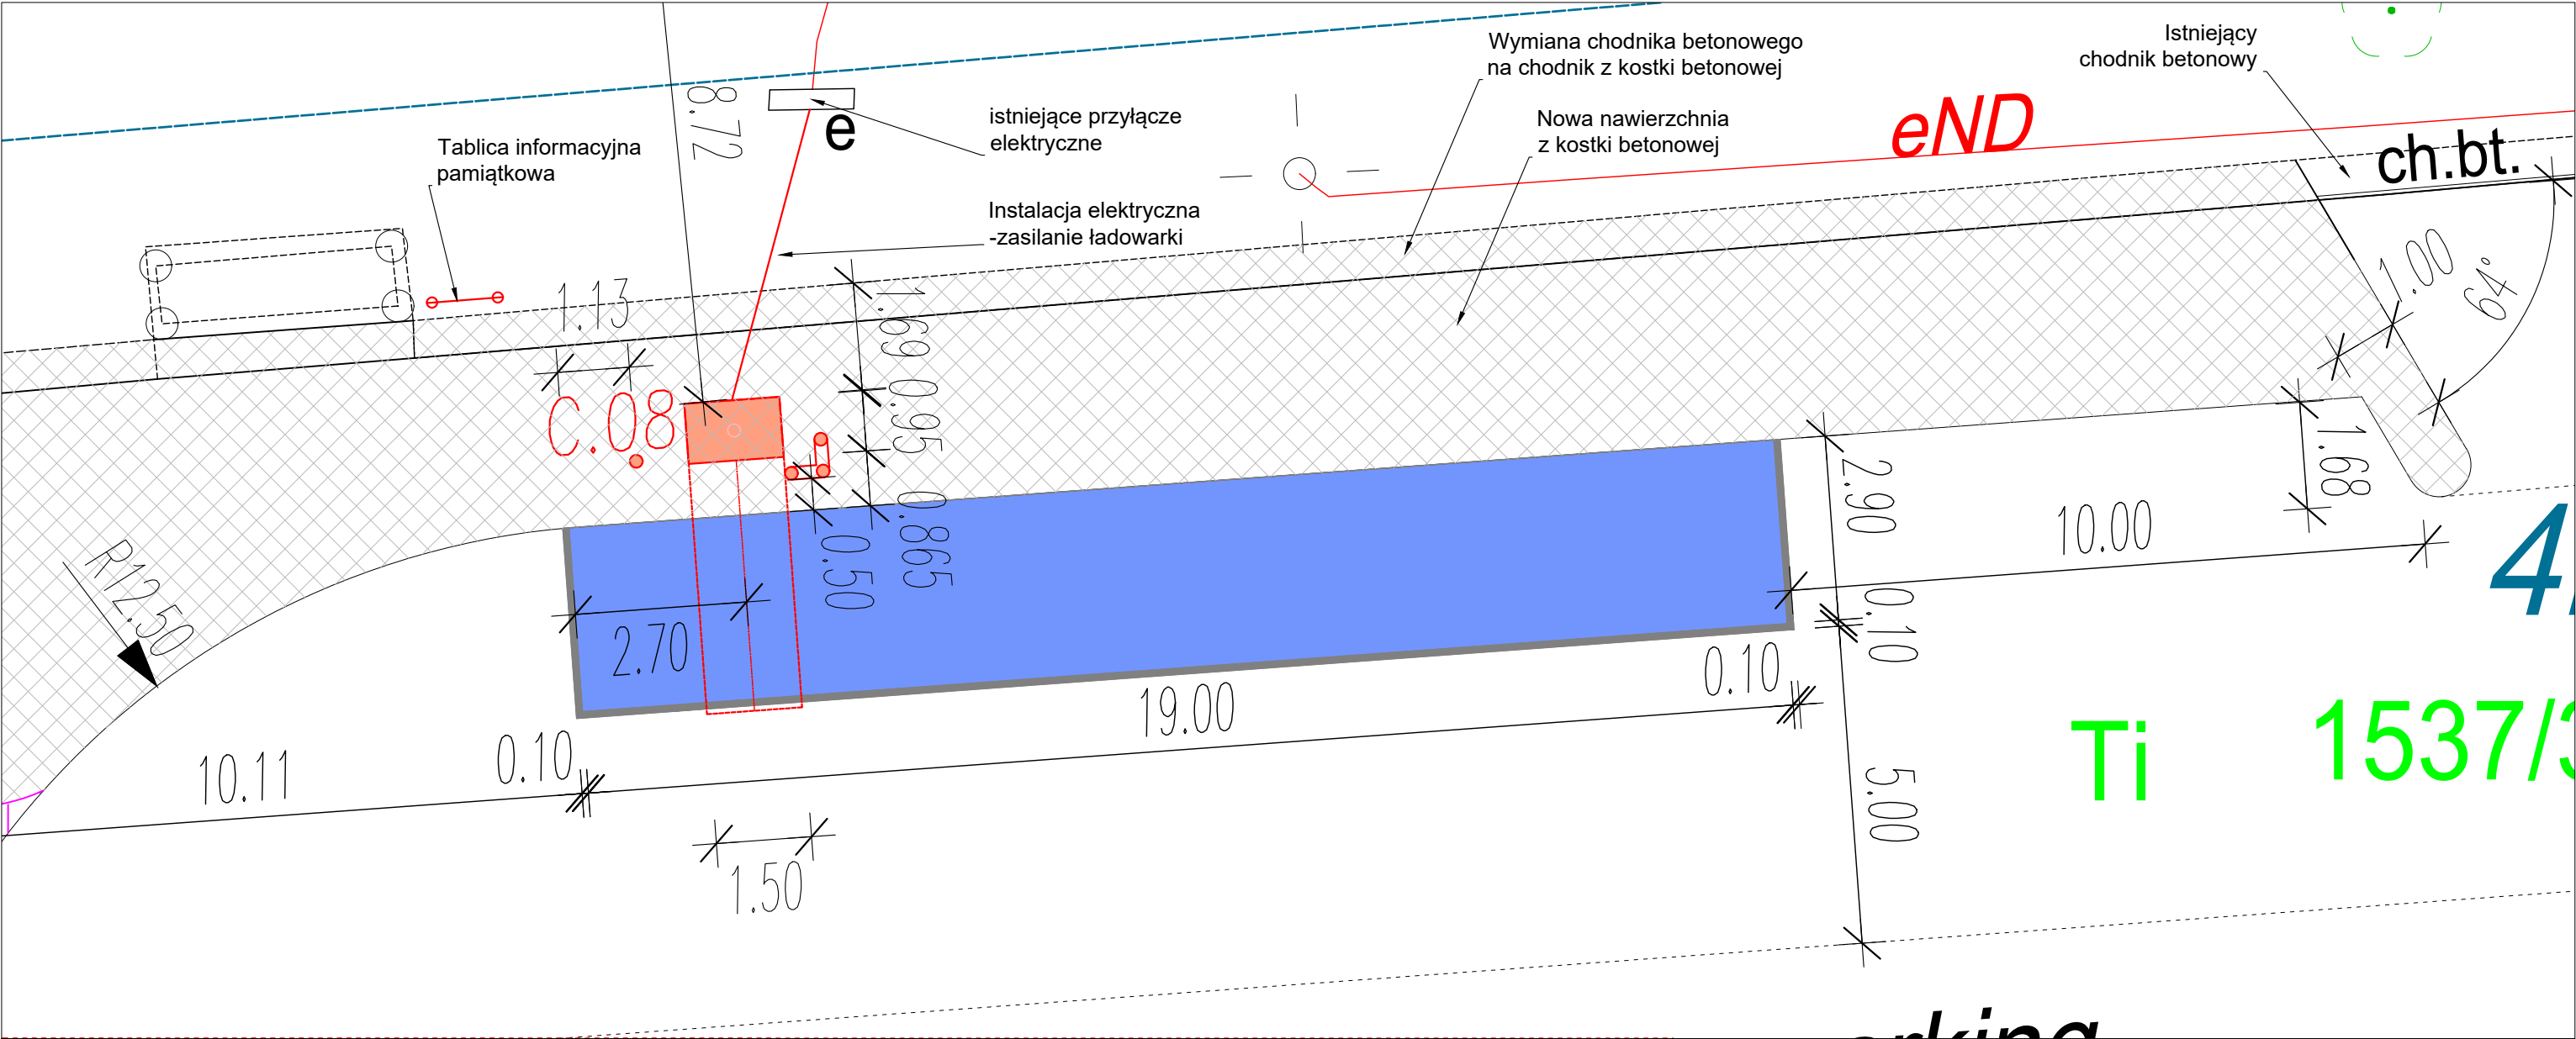 Wymiana chodnika betonowego
na chodnik z kostki betonowej
Istniejący
chodnik betonowy
Nowa nawierzchnia
z kostki betonowej
eND
ch.bt.
8.72
e
istniejące przyłącze
elektryczne
Tablica informacyjna
pamiątkowa
Instalacja elektryczna
-zasilanie ładowarki
1.13
1.69
0.95
0.865
0.50
C.08
1.00
64°
1.68
2.90
10.00
0.10
R12.50
2.70
0.10
19.00
10.11
0.10
1.50
5.00
Ti
1537/3